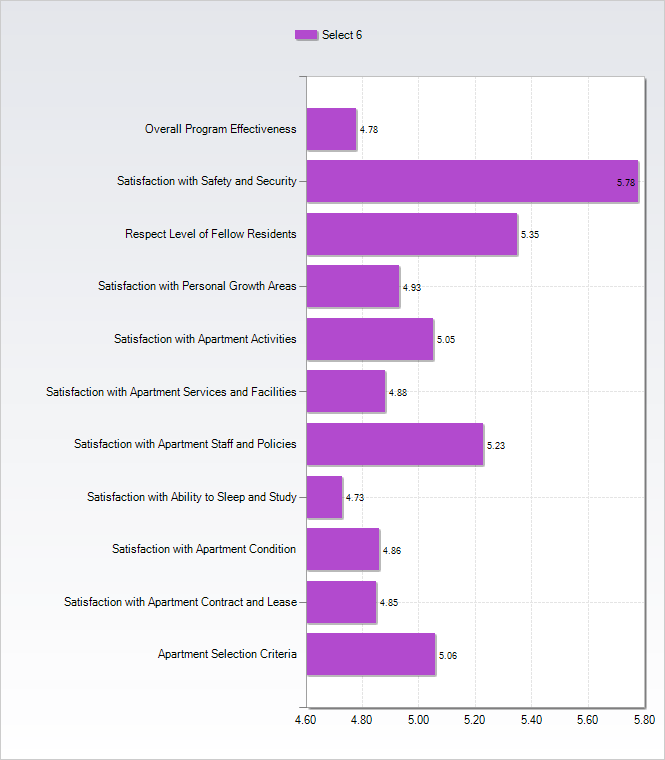 Select 6
Overall Program Effectiveness 4.78
Satisfaction with Safety and Security 5.78
Respect Level of Fellow Residents 5.35
Satisfaction with Personal Growth Areas 4.93
Satisfaction with Apartment Activities 5.05
Satisfaction with Apartment Services and Facilities 4.88
Satisfaction with Apartment Staff and Policies 5.23
Satisfaction with Ability to Sleep and Study 4.73
Satisfaction with Apartment Condition 4.86
Satisfaction with Apartment Contract and Lease 4.85
Apartment Selection Criteria 5.06
4.60 4.80 5.00 5.20 5.40 5.60 5.80